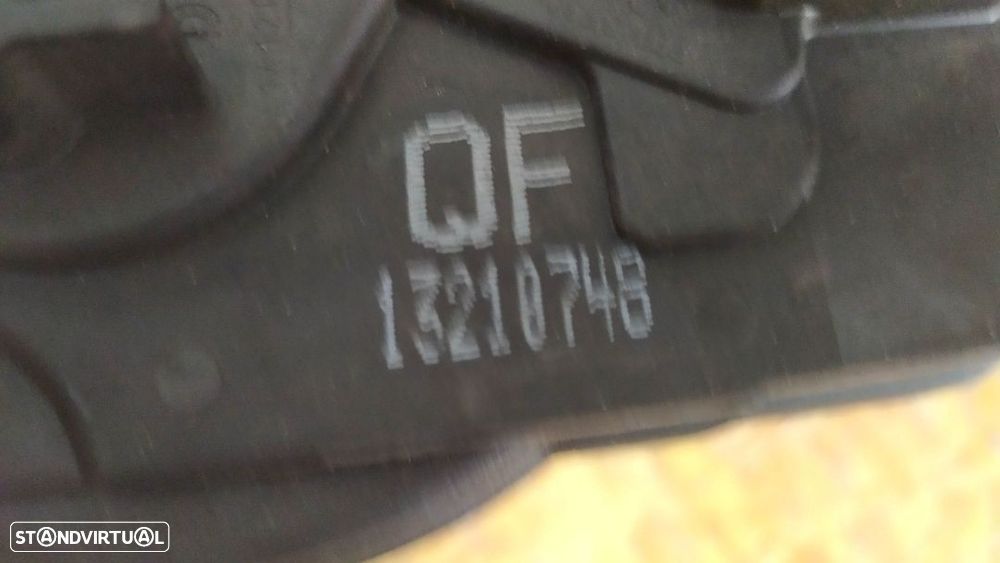 QF
13210748
STANDVIRTUAL